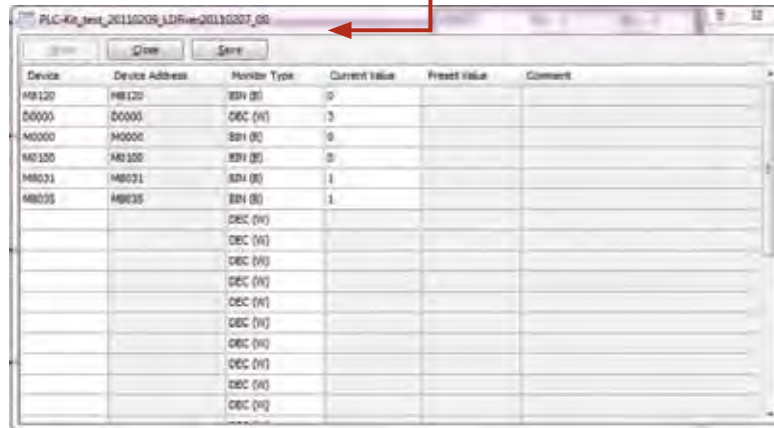 PLC-Kit_test_20110209_LDRiver20110207_00
Close Save
Device Device Address Monitor Type Current Value Preset Value Comment
M8120 M8120 BIN (B) 0
D0000 D0000 DEC (W) 3
M0000 M0000 BIN (B) 0
M0100 M0100 BIN (B) 0
M8031 M8031 BIN (B) 1
M8035 M8035 BIN (B) 1
DEC (W)
DEC (W)
DEC (W)
DEC (W)
DEC (W)
DEC (W)
DEC (W)
DEC (W)
DEC (W)
DEC (W)